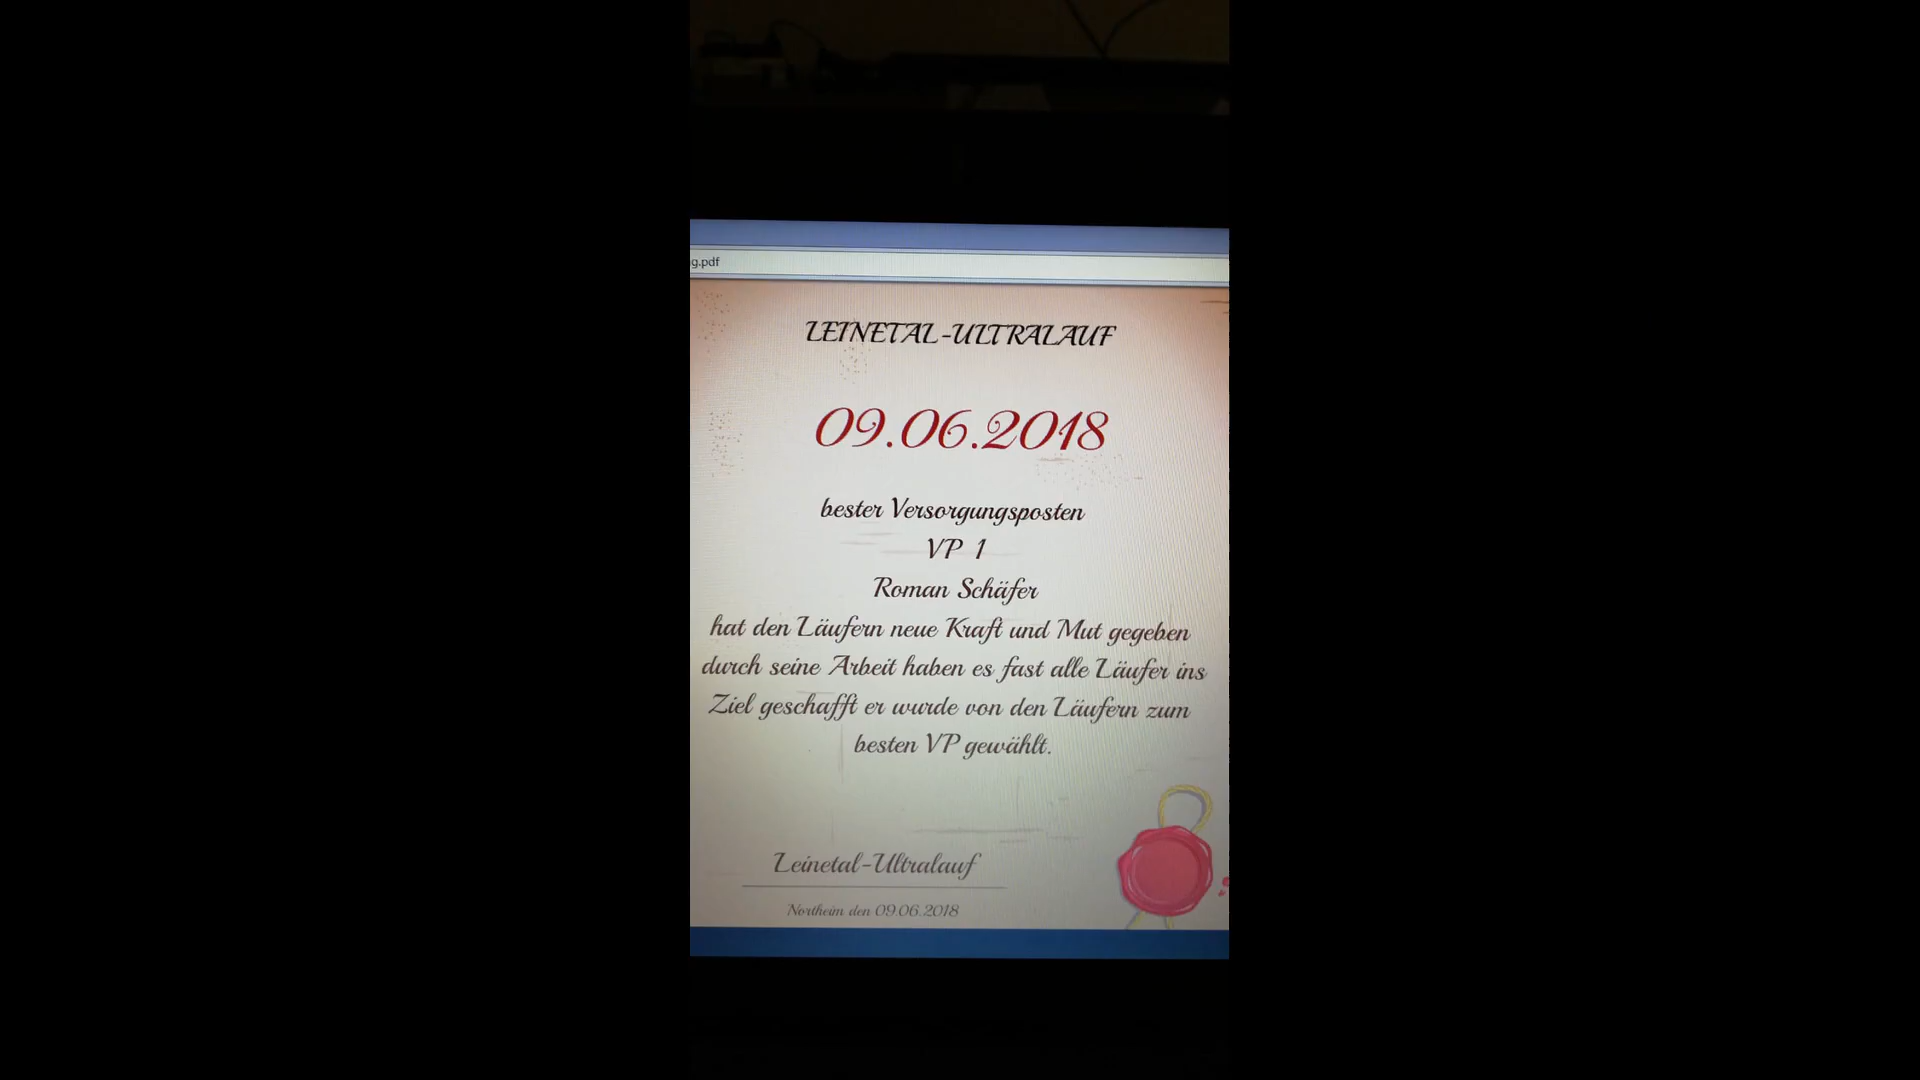 g.pdf
LEINETAL-ULTRALAUF
09.06.2018
bester Versorgungsposten
VP 1
Roman Schäfer
hat den Läufern neue Kraft und Mut gegeben
durch seine Arbeit haben es fast alle Läufer ins
Ziel geschafft er wurde von den Läufern zum
besten VP gewählt.
Leinetal-Ultralauf
Northeim den 09.06.2018